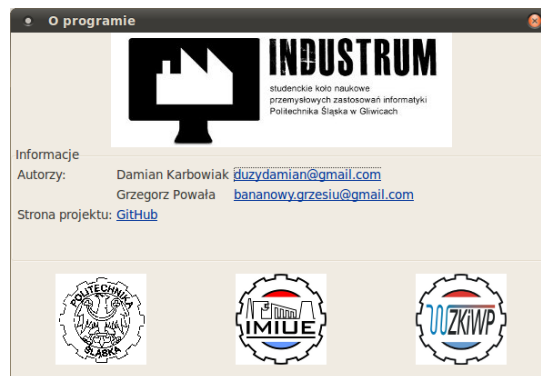 O programie
INDUSTRUM
studenckie koło naukowe
przemysłowych zastosowań informatyki
Politechnika Śląska w Gliwicach
Informacje
Autorzy: Damian Karbowiak duzydamian@gmail.com
Grzegorz Powała bananowy.grzesiu@gmail.com
Strona projektu: GitHub
POLITECHNIKA ŚLĄSKA
IMIUE
WZKiWP